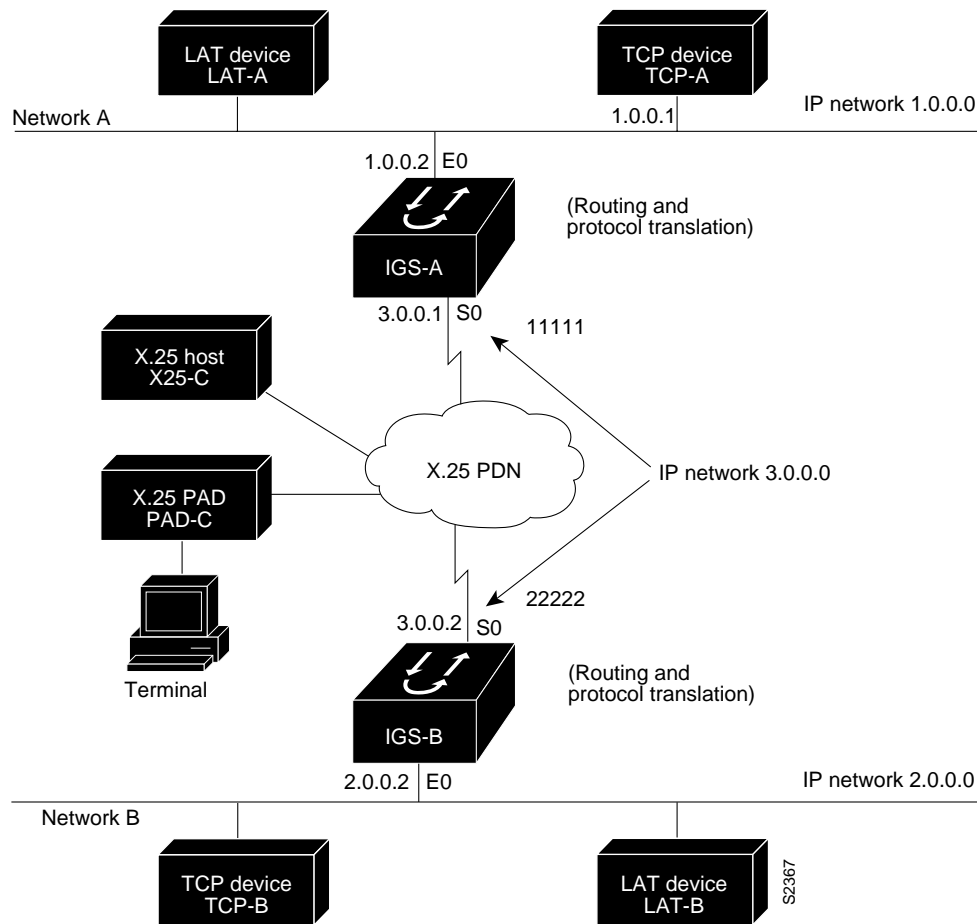 LAT device
LAT-A
TCP device
TCP-A
Network A
1.0.0.1
IP network 1.0.0.0
1.0.0.2
E0
(Routing and
protocol translation)
IGS-A
3.0.0.1
S0
11111
X.25 host
X25-C
X.25 PDN
IP network 3.0.0.0
X.25 PAD
PAD-C
22222
3.0.0.2
S0
Terminal
(Routing and
protocol translation)
IGS-B
2.0.0.2
E0
IP network 2.0.0.0
Network B
TCP device
TCP-B
LAT device
LAT-B
S2367